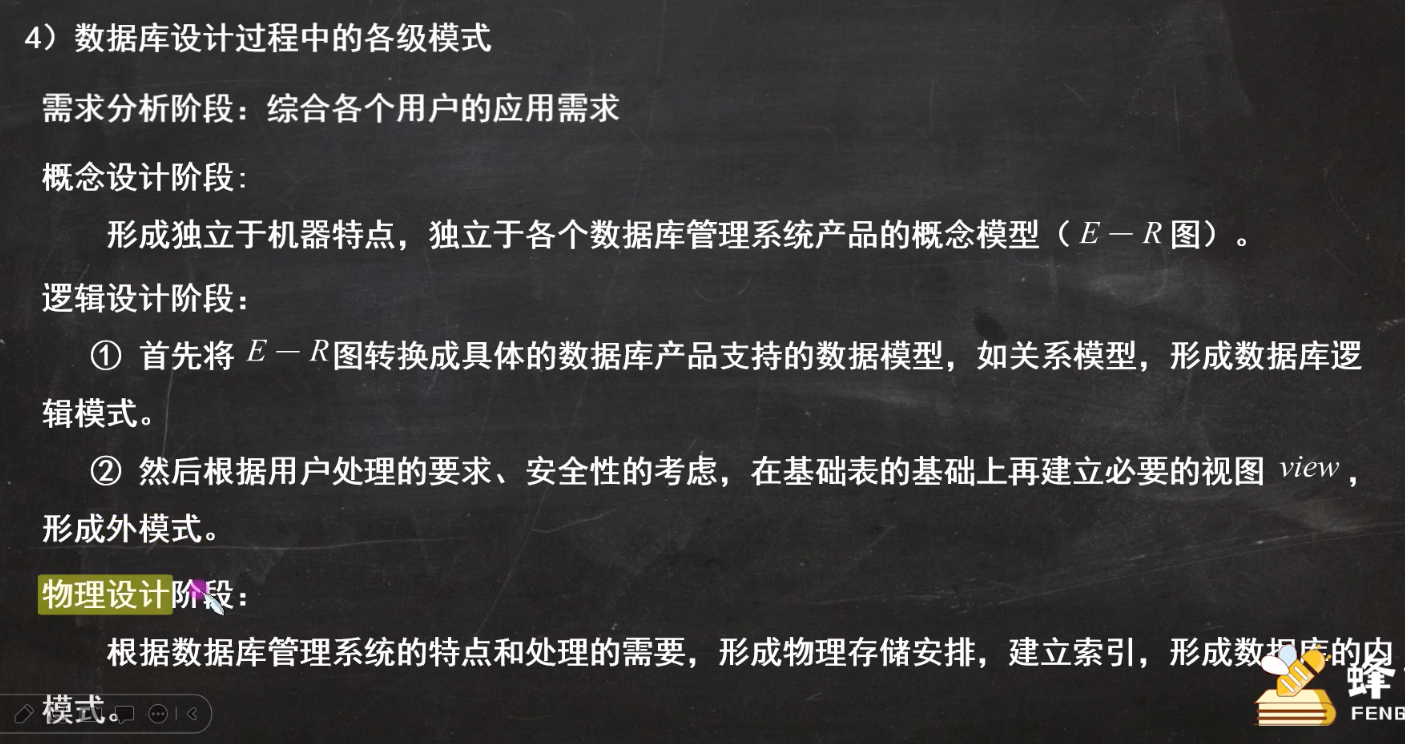 4）数据库设计过程中的各级模式
需求分析阶段：综合各个用户的应用需求
概念设计阶段:
形成独立于机器特点，独立于各个数据库管理系统产品的概念模型（E－R图）。
逻辑设计阶段：
① 首先将 E－R图转换成具体的数据库产品支持的数据模型，如关系模型，形成数据库逻
辑模式。
② 然后根据用户处理的要求、安全性的考虑，在基础表的基础上再建立必要的视图 view，
形成外模式。
物理设计阶段：
根据数据库管理系统的特点和处理的需要，形成物理存储安排，建立索引，形成数据库的内
模式。
蜂
FENG